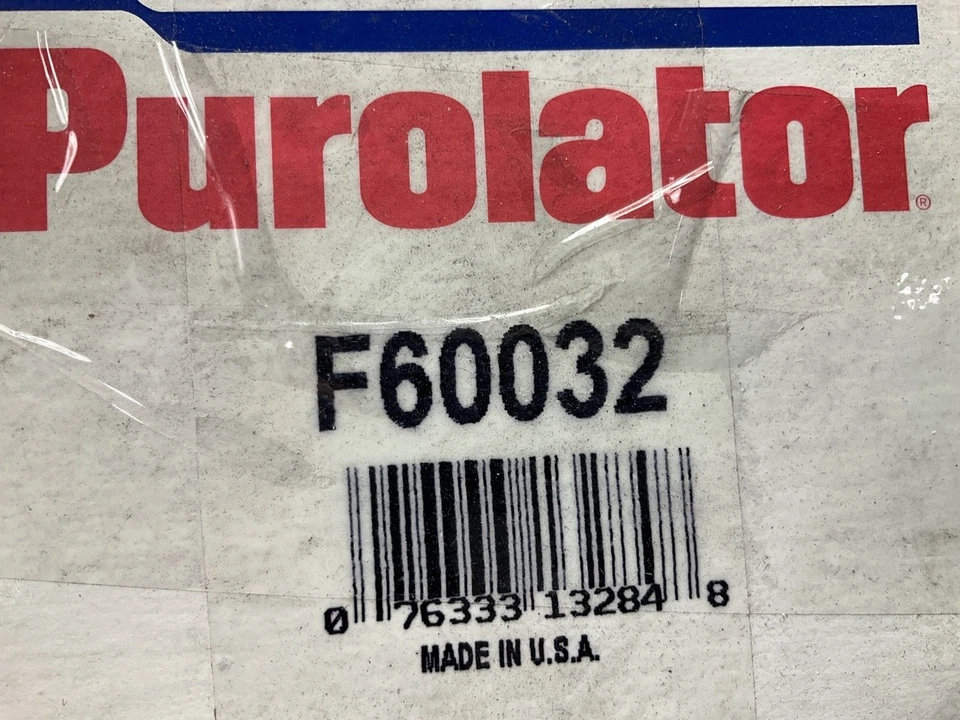 Purolator®
F60032
0 76333 13284 8
MADE IN U.S.A.